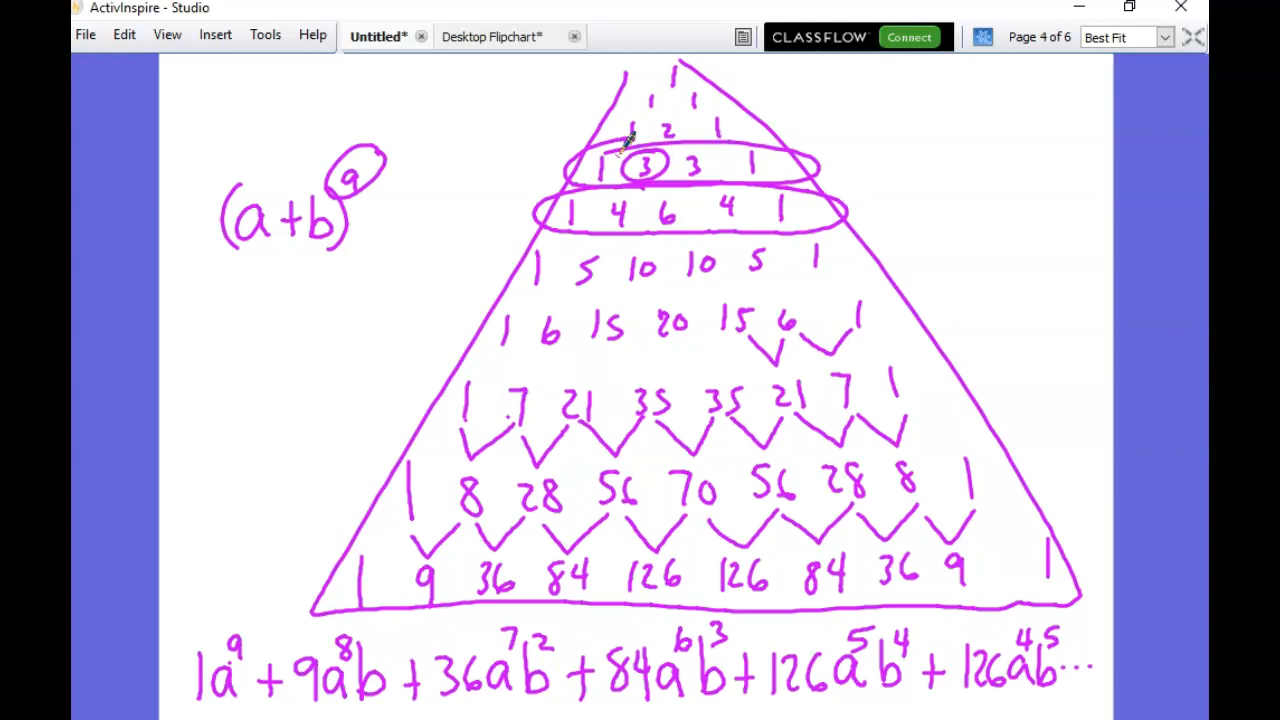 ActivInspire - Studio
File Edit View Insert Tools Help Untitled* Desktop Flipchart* CLASSFLOW Connect Page 4 of 6 Best Fit
1
1 1
1 2 1
1 3 3 1
(a+b)⁹
1 4 6 4 1
1 5 10 10 5 1
1 6 15 20 15 6 1
1 7 21 35 35 21 7 1
1 8 28 56 70 56 28 8 1
1 9 36 84 126 126 84 36 9 1
1a⁹ + 9a⁸b + 36a⁷b² + 84a⁶b³ + 126a⁵b⁴ + 126a⁴b⁵...